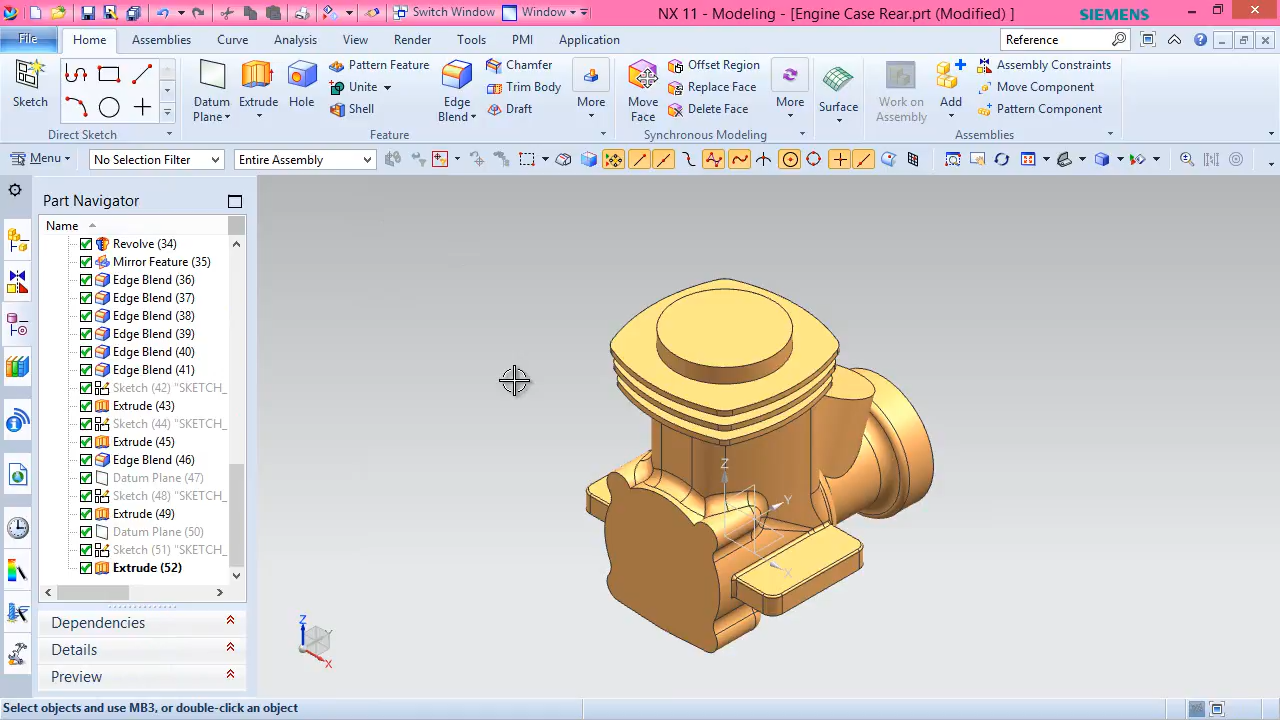 Switch Window Window NX 11 - Modeling - [Engine Case Rear.prt (Modified) ] SIEMENS
File Home Assemblies Curve Analysis View Render Tools PMI Application Reference
Sketch Datum Plane Extrude Hole Pattern Feature Unite Shell Edge Blend Chamfer Trim Body Draft More Move Face Offset Region Replace Face Delete Face More Surface Work on Assembly Add Assembly Constraints Move Component Pattern Component
Direct Sketch Feature Synchronous Modeling Assemblies
Menu No Selection Filter Entire Assembly
Part Navigator
Name
Revolve (34)
Mirror Feature (35)
Edge Blend (36)
Edge Blend (37)
Edge Blend (38)
Edge Blend (39)
Edge Blend (40)
Edge Blend (41)
Sketch (42) "SKETCH_
Extrude (43)
Sketch (44) "SKETCH_
Extrude (45)
Edge Blend (46)
Datum Plane (47)
Sketch (48) "SKETCH_
Extrude (49)
Datum Plane (50)
Sketch (51) "SKETCH_
Extrude (52)
Dependencies
Details
Preview
Z
Y
X
Z
Y
X
Select objects and use MB3, or double-click an object